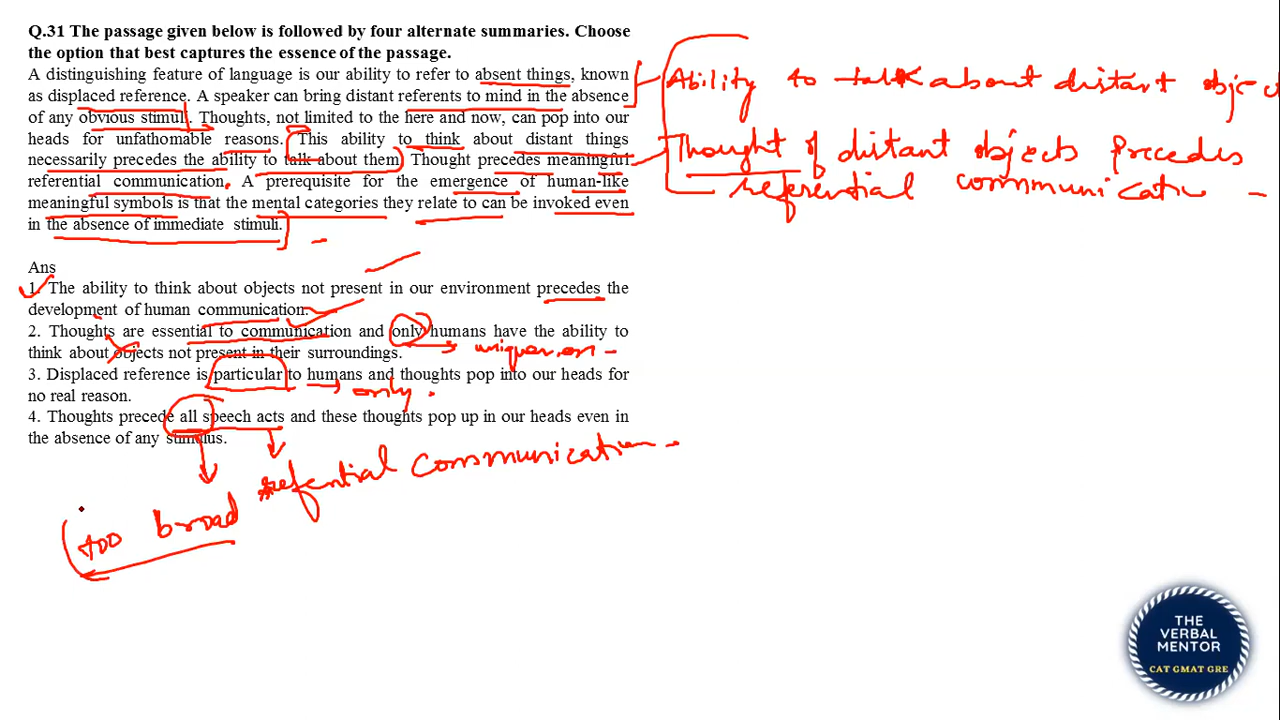 Q.31 The passage given below is followed by four alternate summaries. Choose
the option that best captures the essence of the passage.
A distinguishing feature of language is our ability to refer to absent things, known
as displaced reference. A speaker can bring distant referents to mind in the absence
of any obvious stimuli. Thoughts, not limited to the here and now, can pop into our
heads for unfathomable reasons. This ability to think about distant things
necessarily precedes the ability to talk about them. Thought precedes meaningful
referential communication. A prerequisite for the emergence of human-like
meaningful symbols is that the mental categories they relate to can be invoked even
in the absence of immediate stimuli.
Ability to talk about distant objec
Thought of distant objects precedes
referential communication
Ans
1. The ability to think about objects not present in our environment precedes the
development of human communication.
2. Thoughts are essential to communication and only humans have the ability to
think about objects not present in their surroundings.
3. Displaced reference is particular to humans and thoughts pop into our heads for
only.
no real reason.
4. Thoughts precede all speech acts and these thoughts pop up in our heads even in
the absence of any stimulus.
refential communication
too broad
THE
VERBAL
MENTOR
CAT GMAT GRE